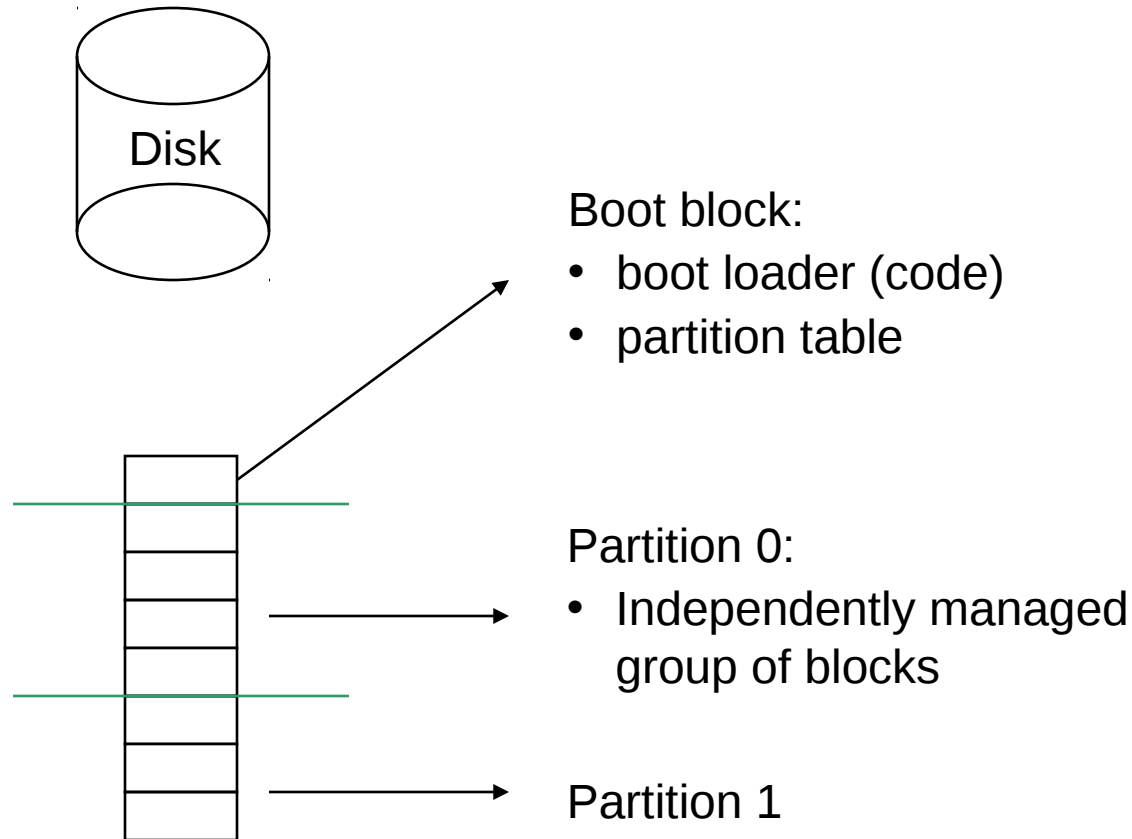 Disk
Boot block:
• boot loader (code)
• partition table
Partition 0:
• Independently managed
group of blocks
Partition 1